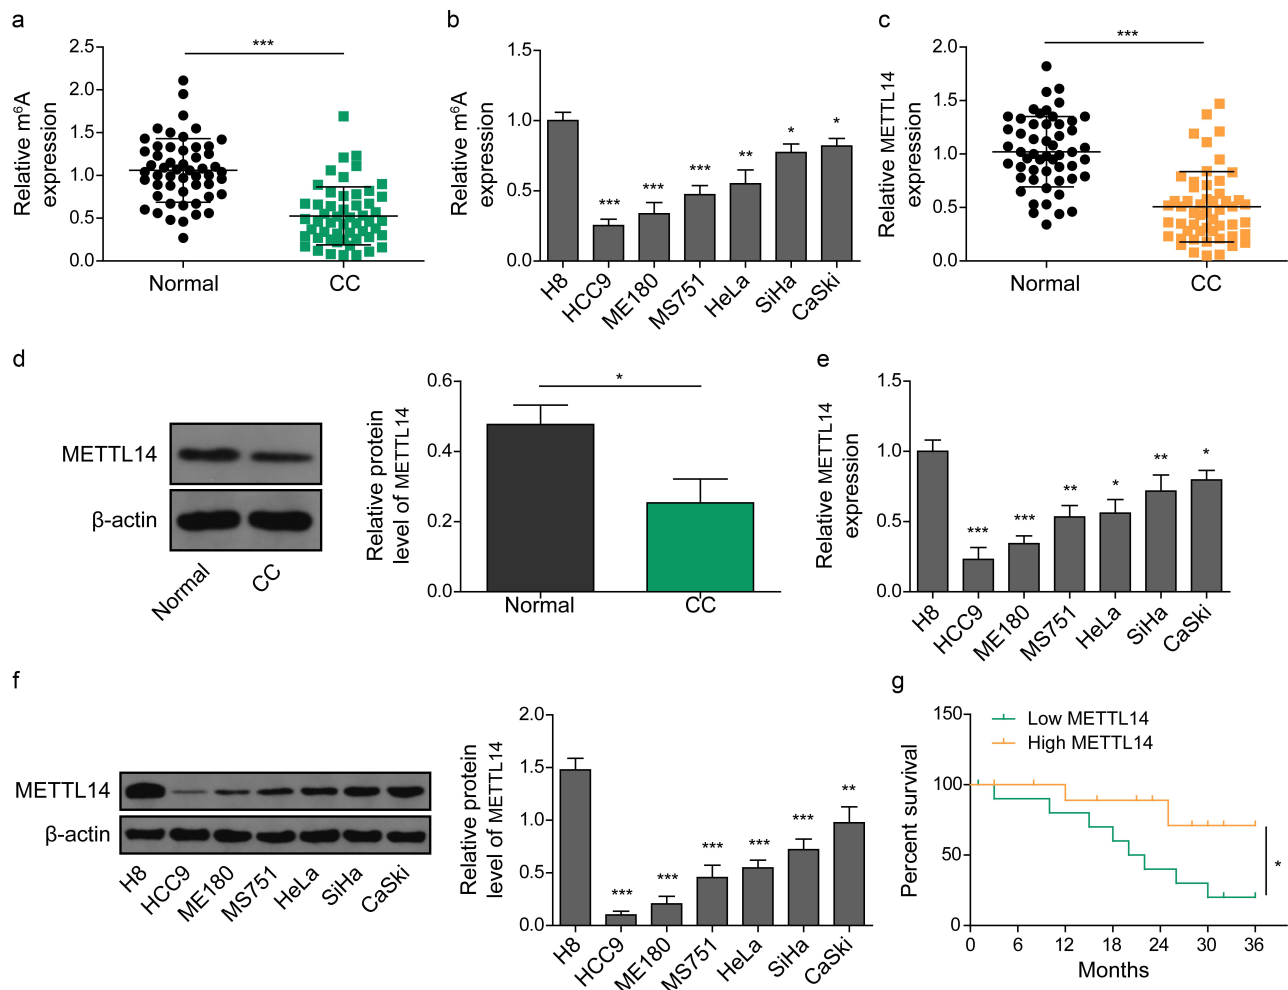 a
Relative m⁶A
expression
2.5
2.0
1.5
1.0
0.5
0.0
***
Normal
CC
b
Relative m⁶A
expression
1.5
1.0
0.5
0.0
***
***
***
**
*
*
H8
HCC9
ME180
MS751
HeLa
SiHa
CaSki
c
Relative METTL14
expression
2.0
1.5
1.0
0.5
0.0
***
Normal
CC
d
METTL14
β-actin
Normal
CC
Relative protein
level of METTL14
0.6
0.4
0.2
0.0
*
Normal
CC
e
Relative METTL14
expression
1.5
1.0
0.5
0.0
***
***
**
*
**
*
H8
HCC9
ME180
MS751
HeLa
SiHa
CaSki
f
METTL14
β-actin
H8
HCC9
ME180
MS751
HeLa
SiHa
CaSki
Relative protein
level of METTL14
2.0
1.5
1.0
0.5
0.0
***
***
***
***
***
**
H8
HCC9
ME180
MS751
HeLa
SiHa
CaSki
g
Percent survival
150
100
50
0
Low METTL14
High METTL14
*
0 6 12 18 24 30 36
Months